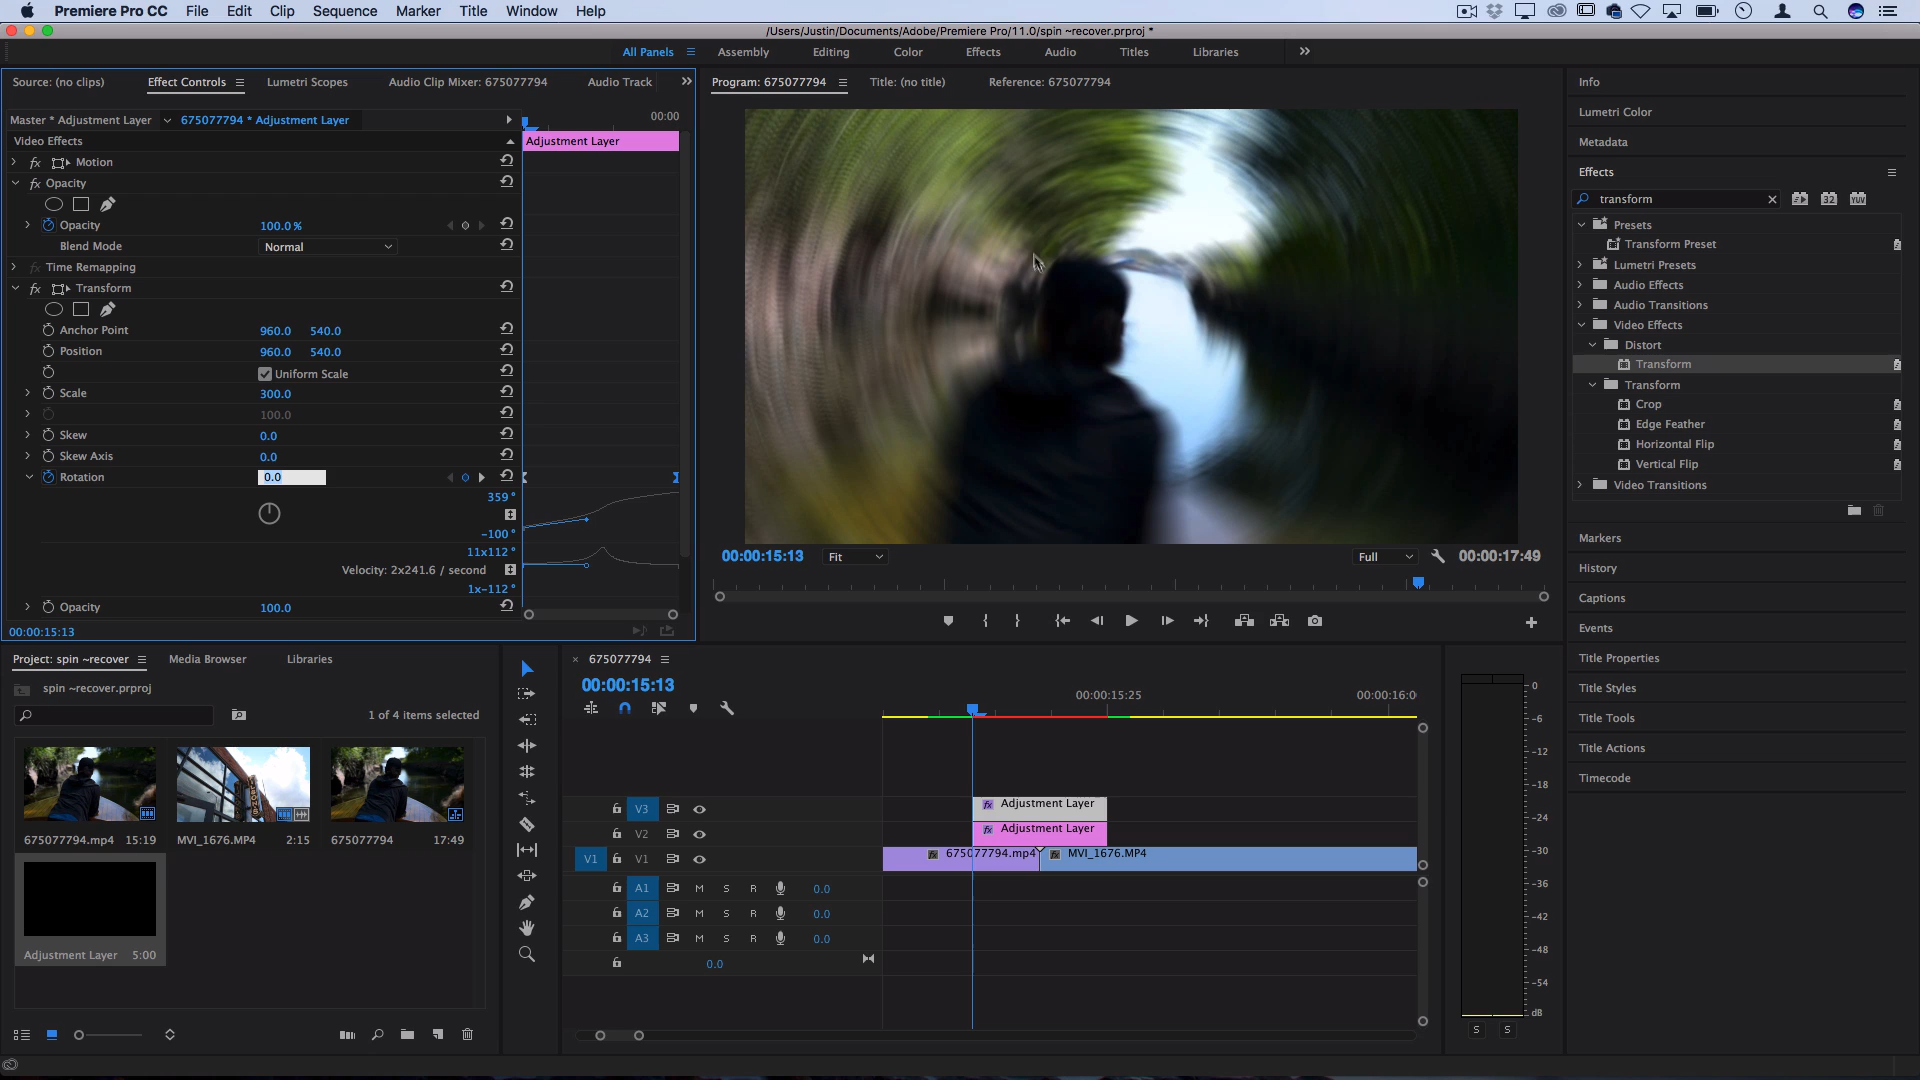 Premiere Pro CC File Edit Clip Sequence Marker Title Window Help
/Users/Justin/Documents/Adobe/Premiere Pro/11.0/spin ~recover.prproj *
All Panels Assembly Editing Color Effects Audio Titles Libraries
Source: (no clips) Effect Controls Lumetri Scopes Audio Clip Mixer: 675077794 Audio Track
Program: 675077794 Title: (no title) Reference: 675077794
Master * Adjustment Layer 675077794 * Adjustment Layer 00:00
Video Effects Adjustment Layer
fx Motion
fx Opacity
Opacity 100.0 %
Blend Mode Normal
fx Time Remapping
fx Transform
Anchor Point 960.0 540.0
Position 960.0 540.0
Uniform Scale
Scale 300.0
100.0
Skew 0.0
Skew Axis 0.0
Rotation 0.0
359 °
-100 °
11x112 °
Velocity: 2x241.6 / second
1x-112 °
Opacity 100.0
00:00:15:13
00:00:15:13 Fit Full 00:00:17:49
Info
Lumetri Color
Metadata
Effects
transform 32 YUV
Presets
Transform Preset
Lumetri Presets
Audio Effects
Audio Transitions
Video Effects
Distort
Transform
Transform
Crop
Edge Feather
Horizontal Flip
Vertical Flip
Video Transitions
Markers
History
Captions
Events
Title Properties
Title Styles
Title Tools
Title Actions
Timecode
Project: spin ~recover Media Browser Libraries
spin ~recover.prproj
1 of 4 items selected
675077794.mp4 15:19 MVI_1676.MP4 2:15 675077794 17:49
Adjustment Layer 5:00
675077794
00:00:15:13
00:00:15:25 00:00:16:0
V3 fx Adjustment Layer
V2 fx Adjustment Layer
V1 V1 fx 675077794.mp4 fx MVI_1676.MP4
A1 M S R 0.0
A2 M S R 0.0
A3 M S R 0.0
0.0
0
-6
-12
-18
-24
-30
-36
-42
-48
-54
dB
S S